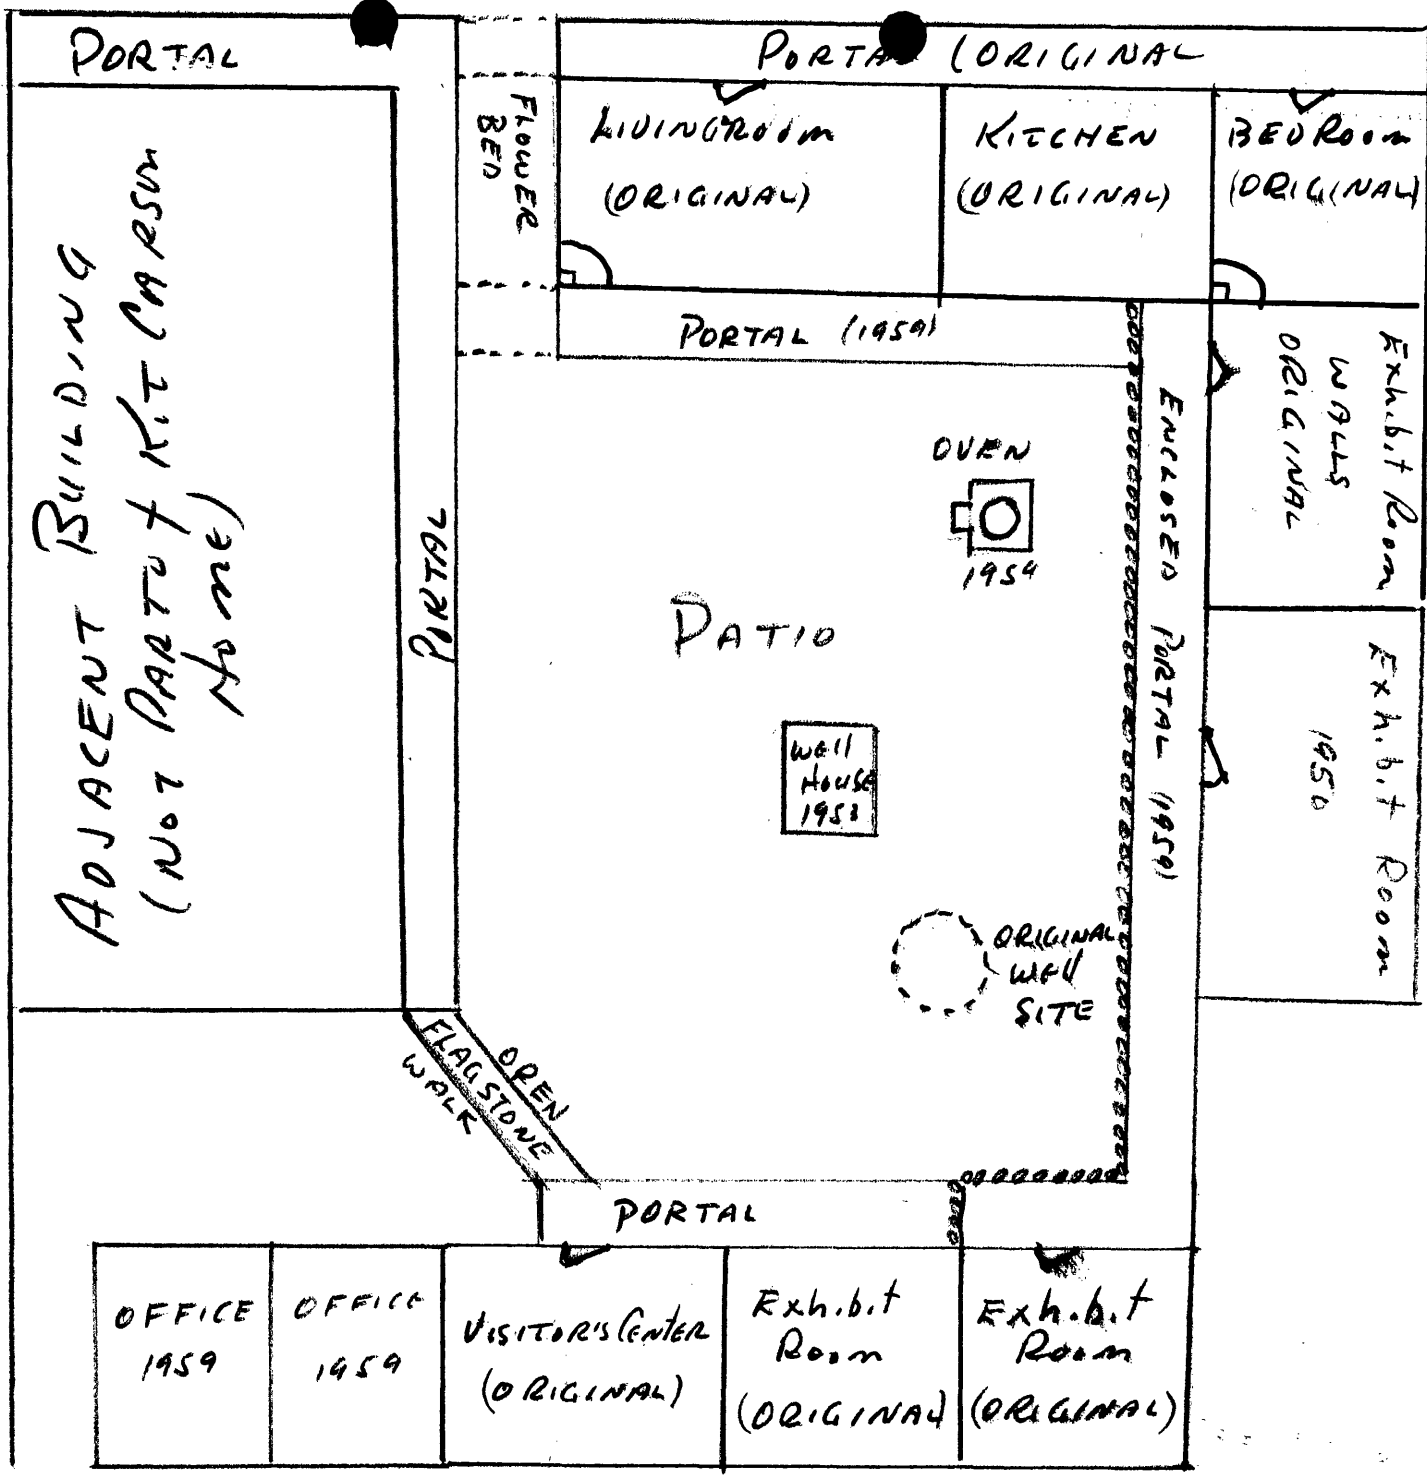 PORTAL
PORTAL (ORIGINAL
FLOWER
BED
LIVINGROOM
(ORIGINAL)
KITCHEN
(ORIGINAL)
BEDROOM
(ORIGINAL)
ADJACENT BUILDING
(NOT PART OF KIT CARSON
HOME)
PORTAL
PORTAL (1959)
ENCLOSED PORTAL (1959)
Exhibit Room
WALLS
ORIGINAL
OVEN
1959
PATIO
Well
House
1953
Exhibit Room
ORIGINAL
Well
SITE
OPEN
FLAGSTONE
WALK
PORTAL
OFFICE
1959
OFFICE
1959
VISITOR'S CENTER
(ORIGINAL)
Exhibit
Room
(ORIGINAL)
Exhibit
Room
(ORIGINAL)